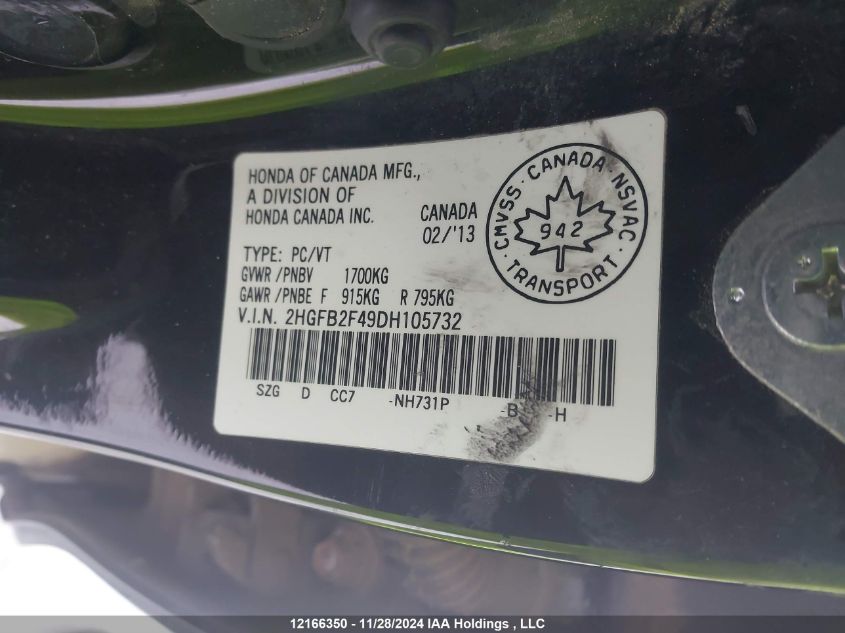 HONDA OF CANADA MFG.,
A DIVISION OF
HONDA CANADA INC.
CANADA
02/'13
CMVSS · CANADA · NSVAC · TRANSPORT ·
942
TYPE: PC/VT
GVWR /PNBV 1700KG
GAWR /PNBE F 915KG R 795KG
V.I.N. 2HGFB2F49DH105732
SZG D CC7 -NH731P -B -H
12166350 - 11/28/2024 IAA Holdings , LLC